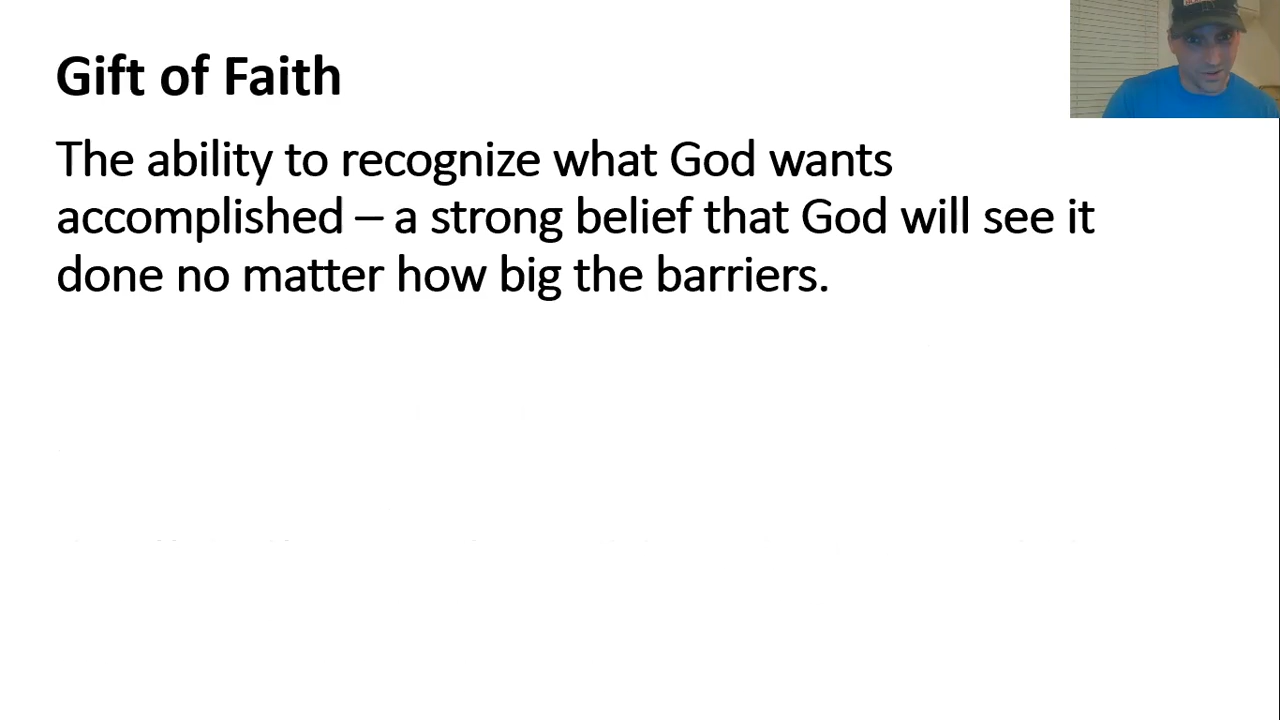 Gift of Faith
The ability to recognize what God wants
accomplished – a strong belief that God will see it
done no matter how big the barriers.